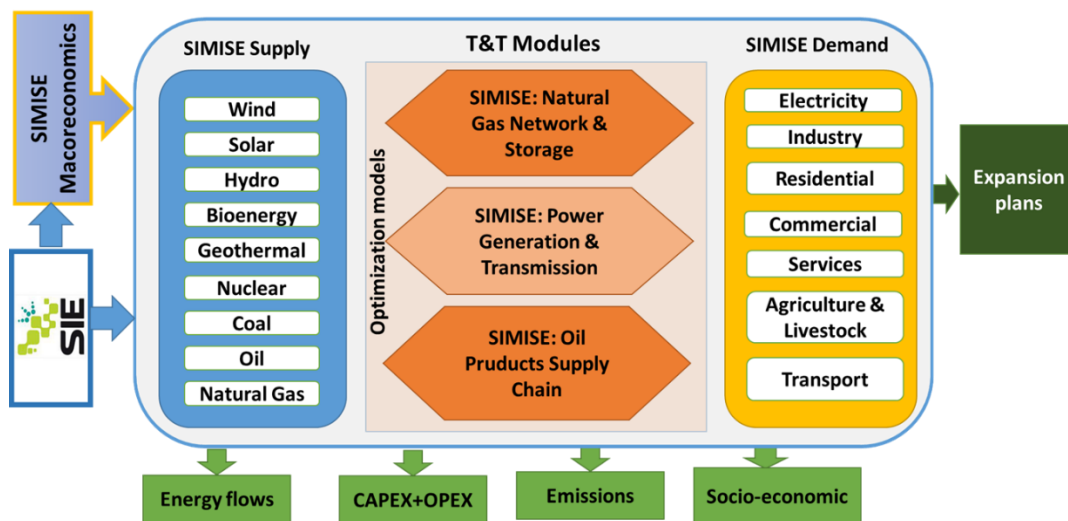 SIMISE
Macoreconomics
SIE
SIMISE Supply
Wind
Solar
Hydro
Bioenergy
Geothermal
Nuclear
Coal
Oil
Natural Gas
T&T Modules
Optimization models
SIMISE: Natural
Gas Network &
Storage
SIMISE: Power
Generation &
Transmission
SIMISE: Oil
Pruducts Supply
Chain
SIMISE Demand
Electricity
Industry
Residential
Commercial
Services
Agriculture &
Livestock
Transport
Expansion
plans
Energy flows
CAPEX+OPEX
Emissions
Socio-economic